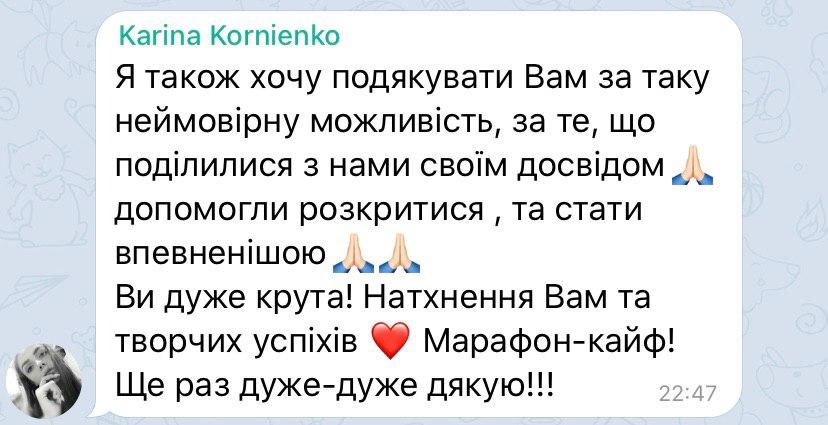 Karina Kornienko
Я також хочу подякувати Вам за таку
неймовірну можливість, за те, що
поділилися з нами своїм досвідом 🙏🏻
допомогли розкритися , та стати
впевненішою 🙏🏻🙏🏻
Ви дуже крута! Натхнення Вам та
творчих успіхів ❤️ Марафон-кайф!
Ще раз дуже-дуже дякую!!!
22:47